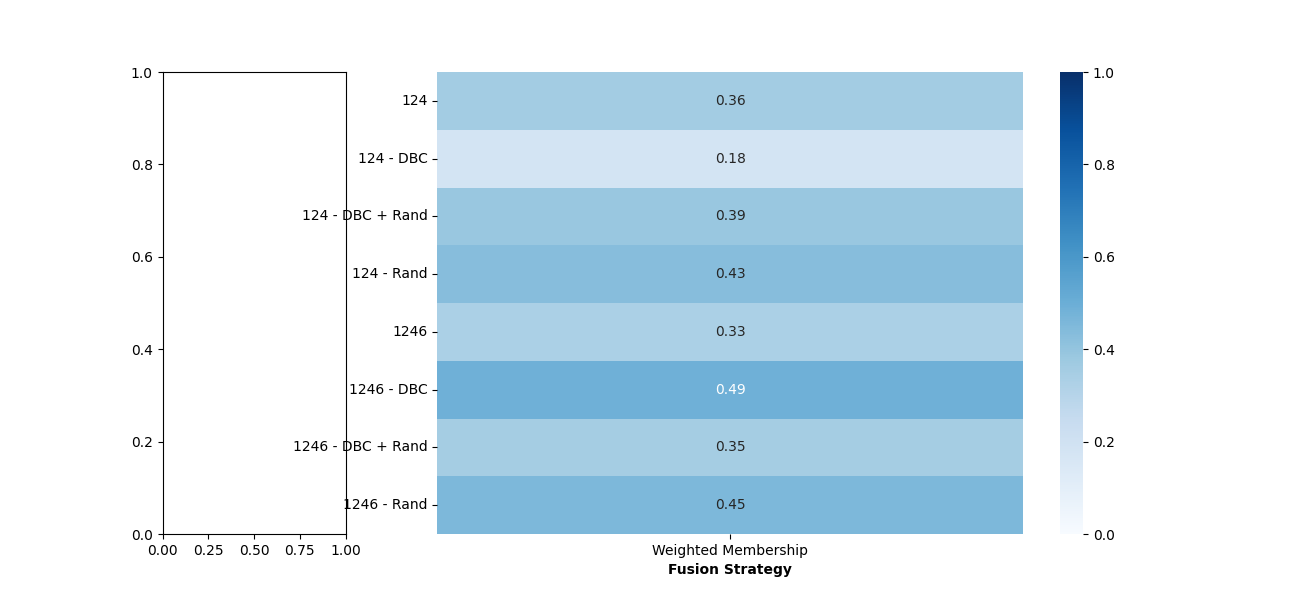 1.0
0.8
0.6
0.4
0.2
0.0
0.00 0.25 0.50 0.75 1.00
124 0.36
124 - DBC 0.18
124 - DBC + Rand 0.39
124 - Rand 0.43
1246 0.33
1246 - DBC 0.49
1246 - DBC + Rand 0.35
1246 - Rand 0.45
Weighted Membership
Fusion Strategy
1.0
0.8
0.6
0.4
0.2
0.0